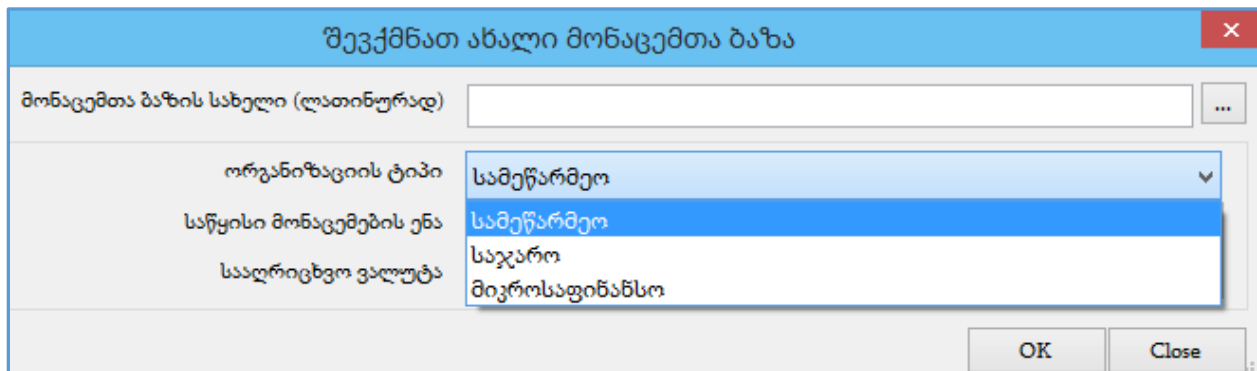 შევქმნათ ახალი მონაცემთა ბაზა
მონაცემთა ბაზის სახელი (ლათინურად)
...
ორგანიზაციის ტიპი
სამეწარმეო
საწყისი მონაცემების ენა
სამეწარმეო
საჯარო
სააღრიცხვო ვალუტა
მიკროსაფინანსო
OK Close